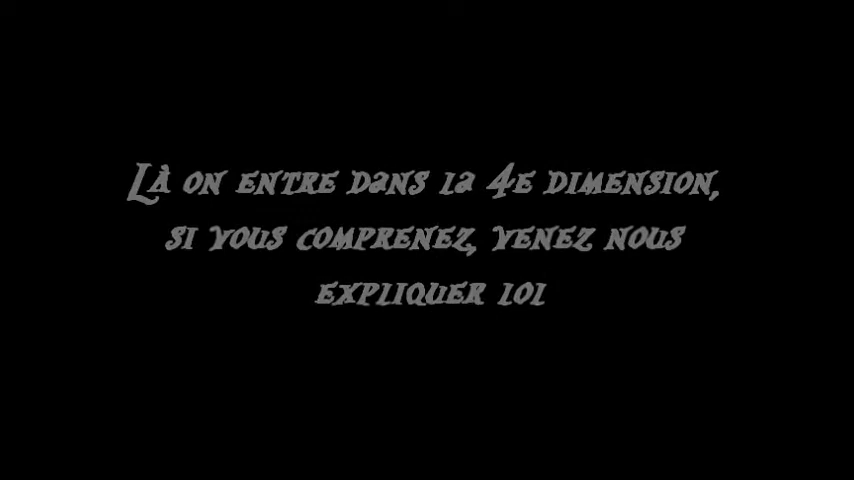 Là on entre dans la 4e dimension,
si vous comprenez, venez nous
expliquer lol